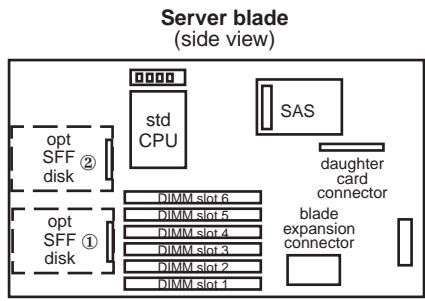 Server blade
(side view)
std
CPU
SAS
opt
SFF ②
disk
daughter
card
connector
opt
SFF ①
disk
DIMM slot 6
DIMM slot 5
DIMM slot 4
DIMM slot 3
DIMM slot 2
DIMM slot 1
blade
expansion
connector